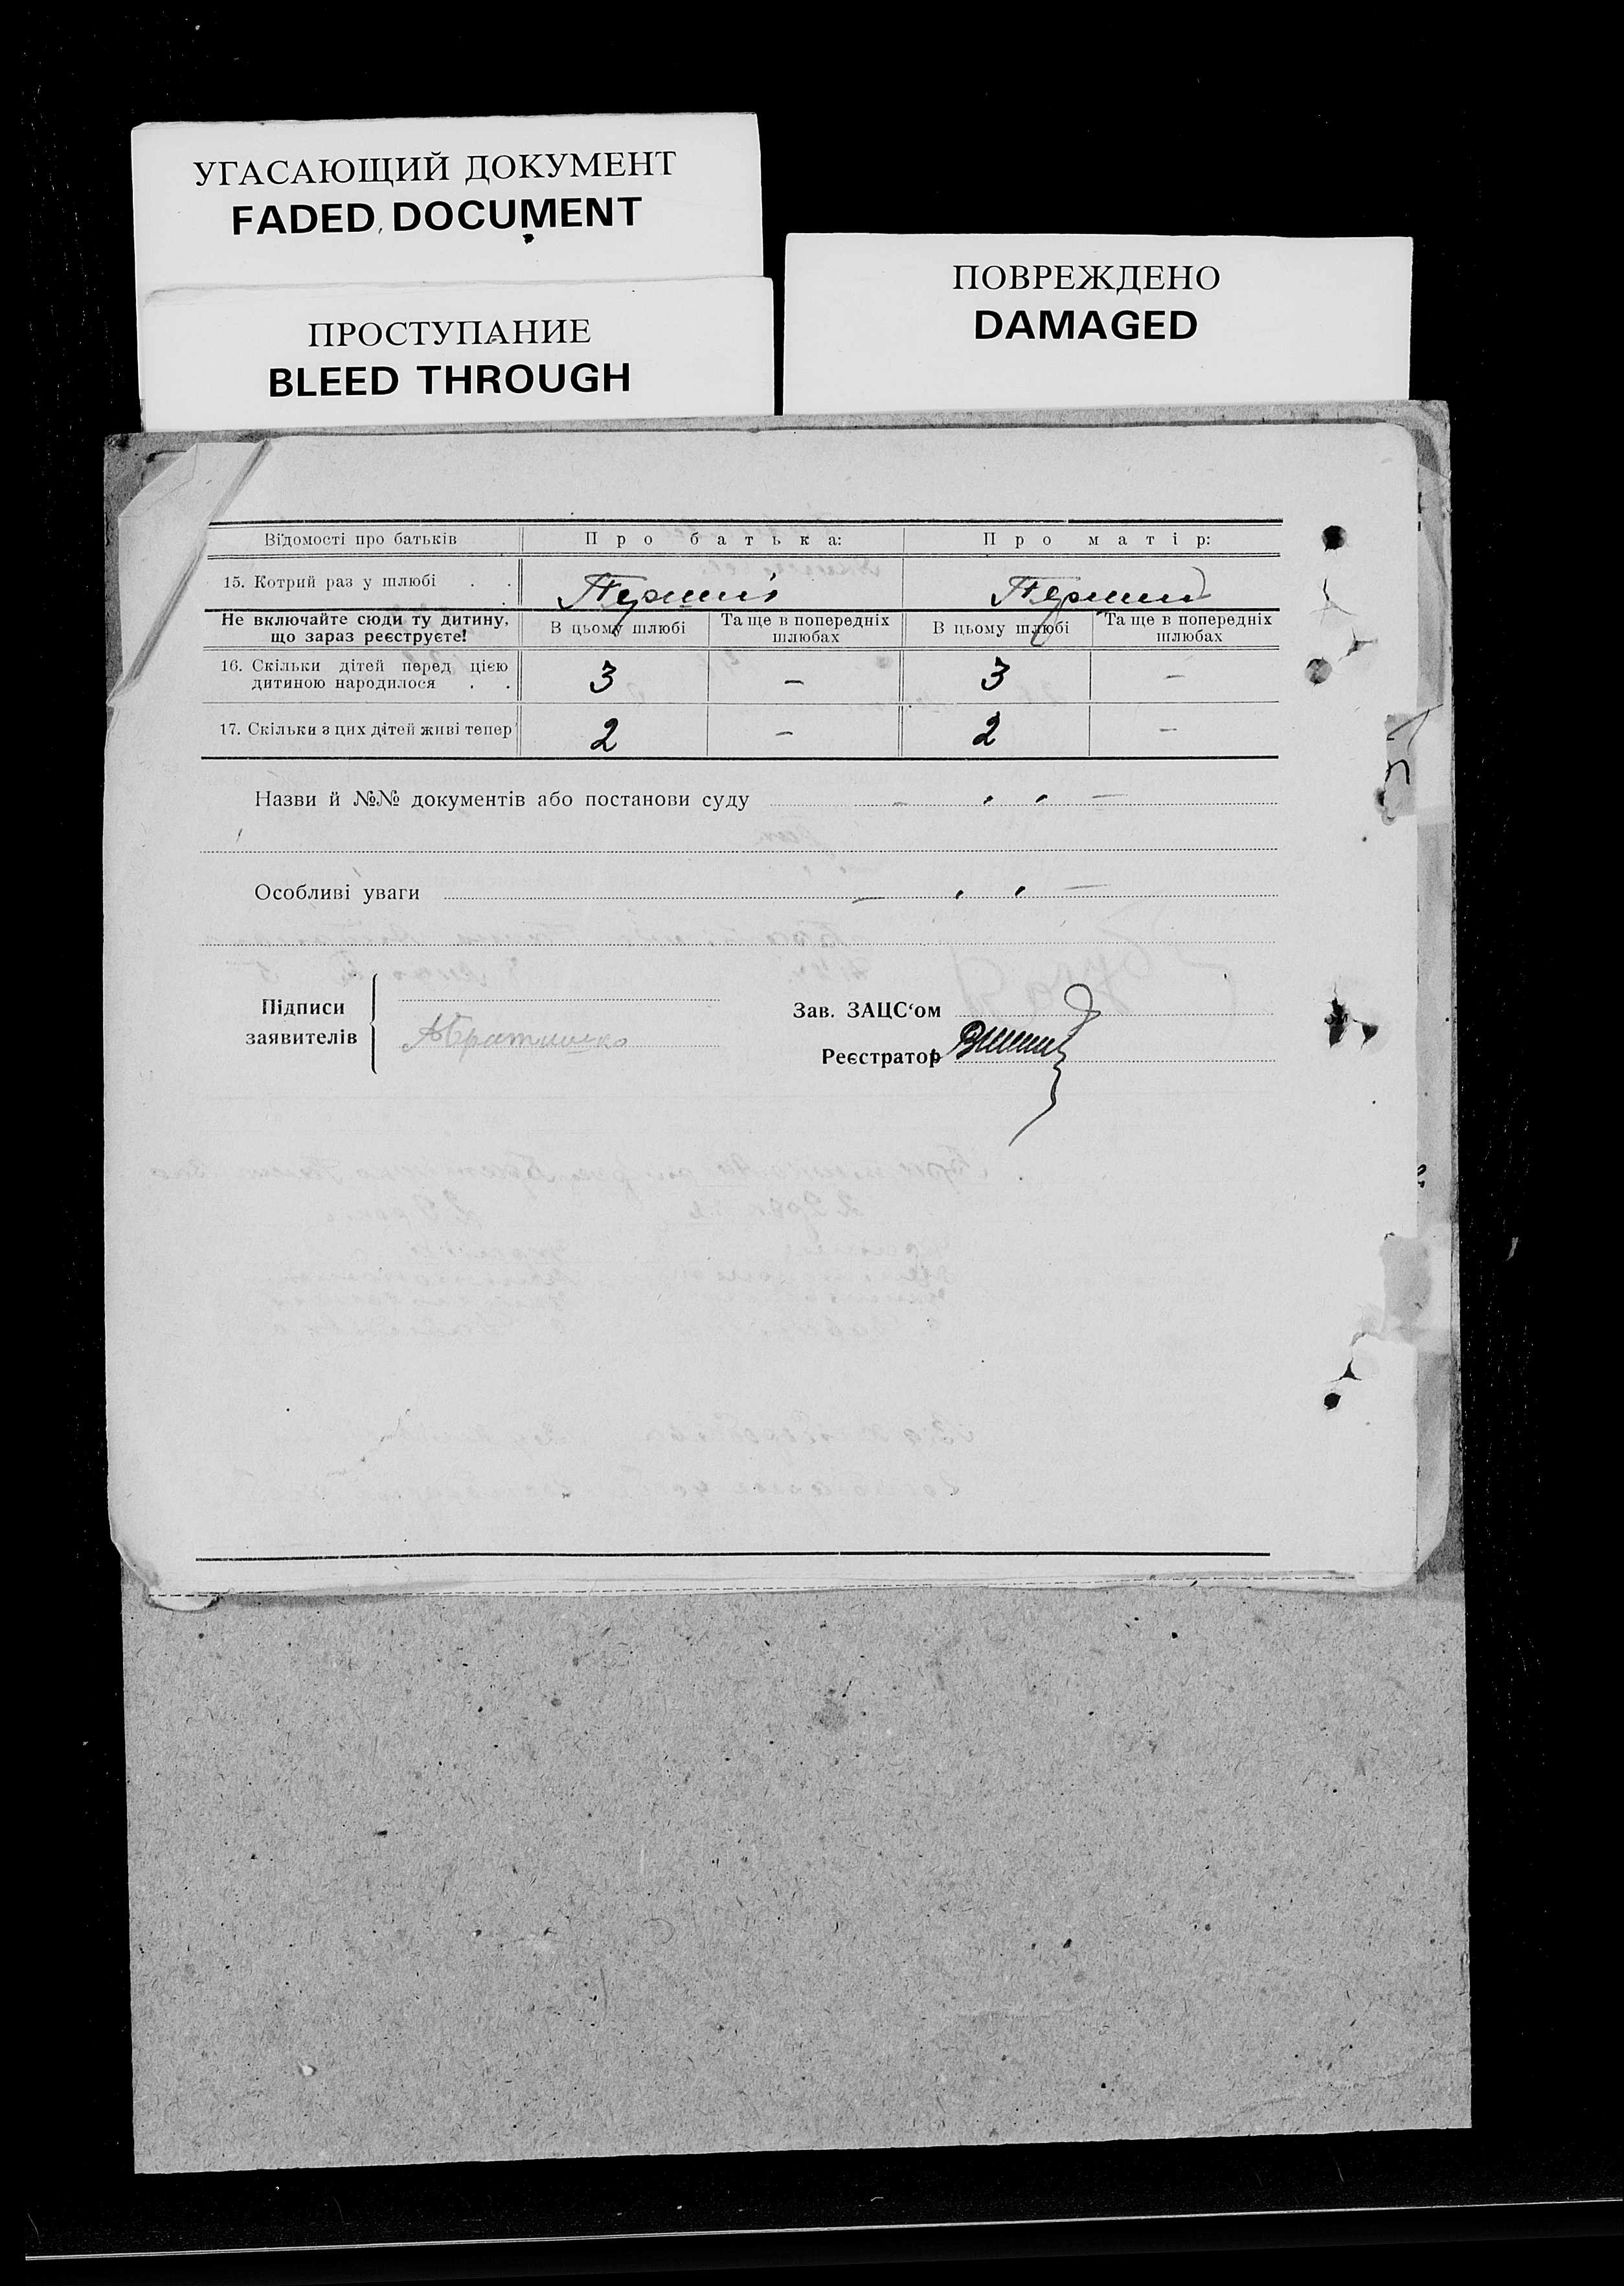 УГАСАЮЩИЙ ДОКУМЕНТ
FADED DOCUMENT
ПРОСТУПАНИЕ
BLEED THROUGH
ПОВРЕЖДЕНО
DAMAGED
Відомості про батьків Про батька: Про матір:
15. Котрий раз у шлюбі . . Перший Перший
Не включайте сюди ту дитину, що зараз реєструєте! В цьому шлюбі Та ще в попередніх шлюбах В цьому шлюбі Та ще в попередніх шлюбах
16. Скільки дітей перед цією дитиною народилося . . 3 – 3 –
17. Скільки з цих дітей живі тепер 2 – 2 –
Назви й №№ документів або постанови суду – ,, –
Особливі уваги – ,, –
Підписи заявителів
Зав. ЗАЦС‘ом
Реєстратор